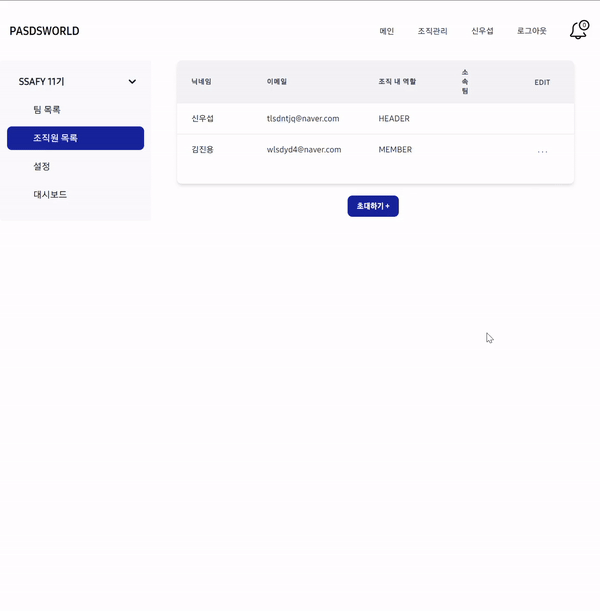 PASDSWORLD 메인 조직관리 신우섭 로그아웃 0
SSAFY 11기
팀 목록
조직원 목록
설정
대시보드
닉네임 이메일 조직 내 역할 소속팀 EDIT
신우섭 tlsdntjq@naver.com HEADER
김진용 wlsdyd4@naver.com MEMBER ...
초대하기 +